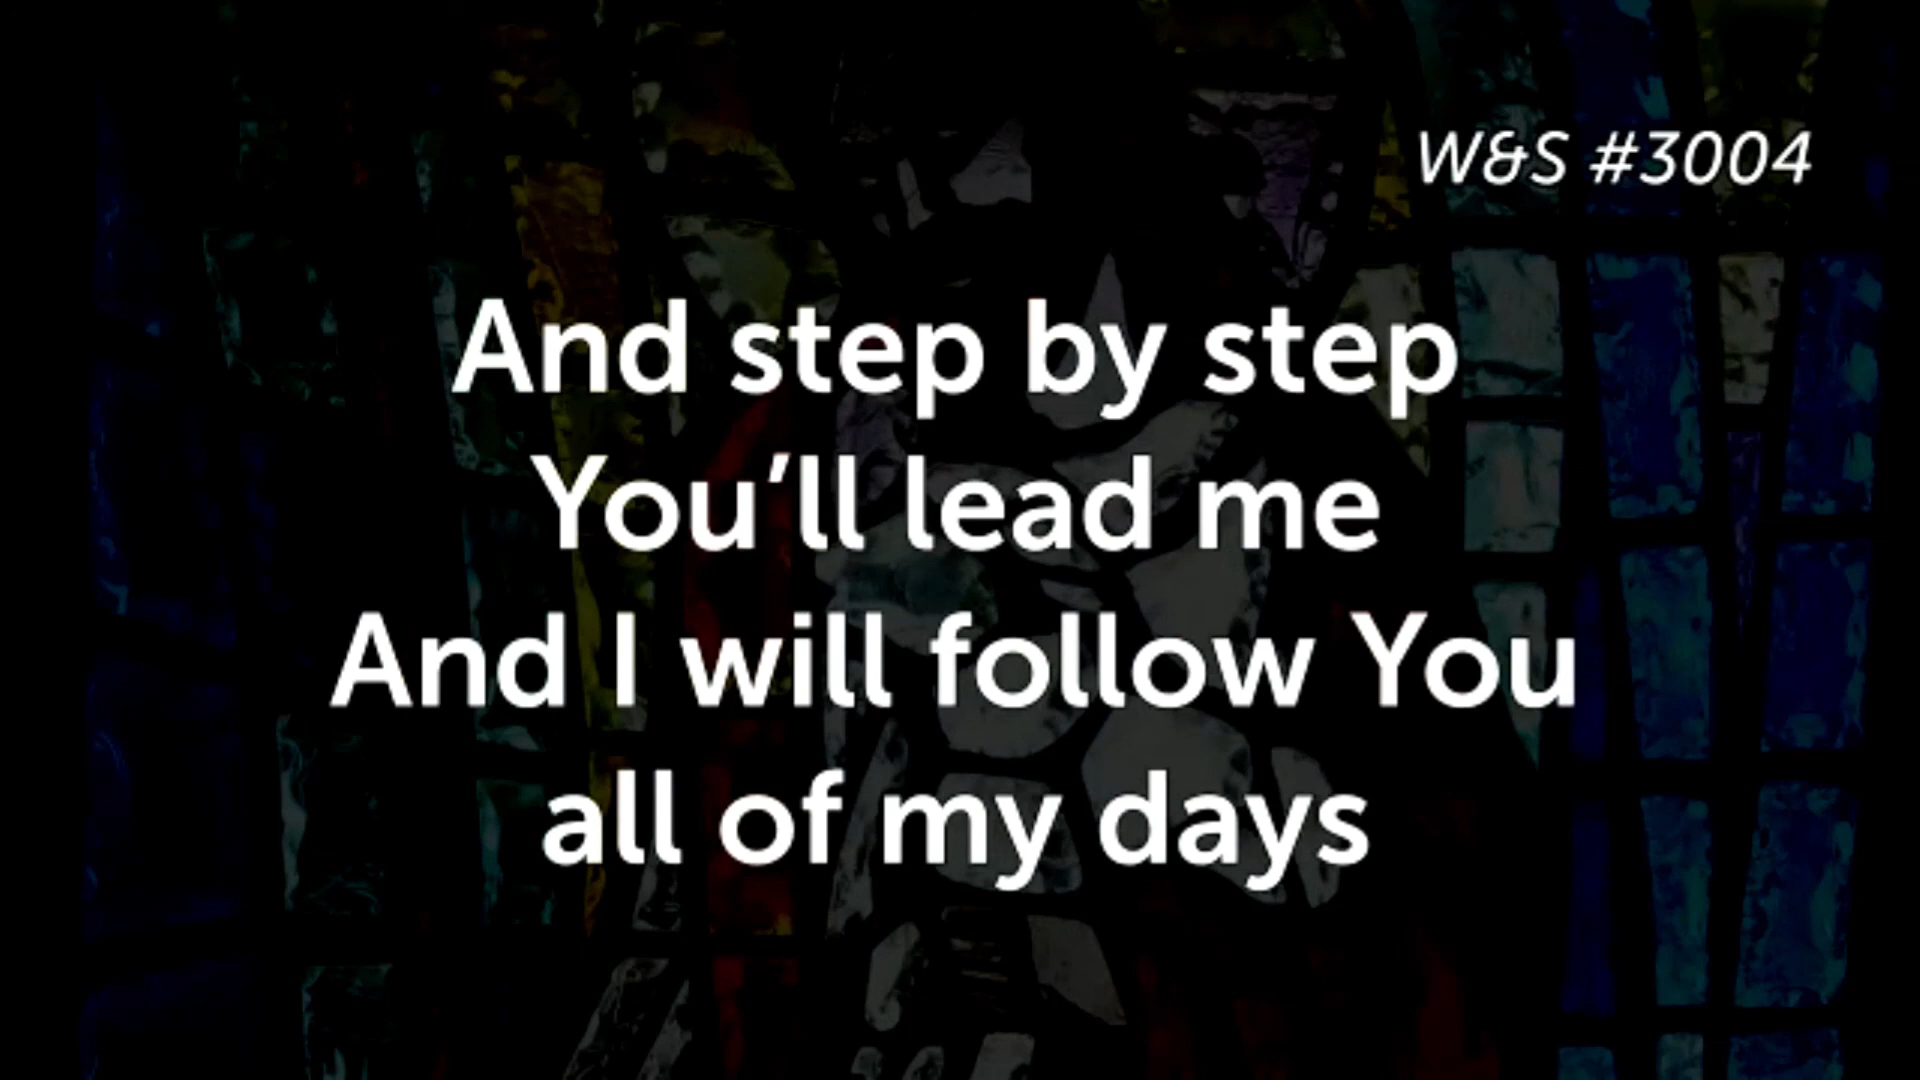 W&S #3004
And step by step
You’ll lead me
And I will follow You
all of my days